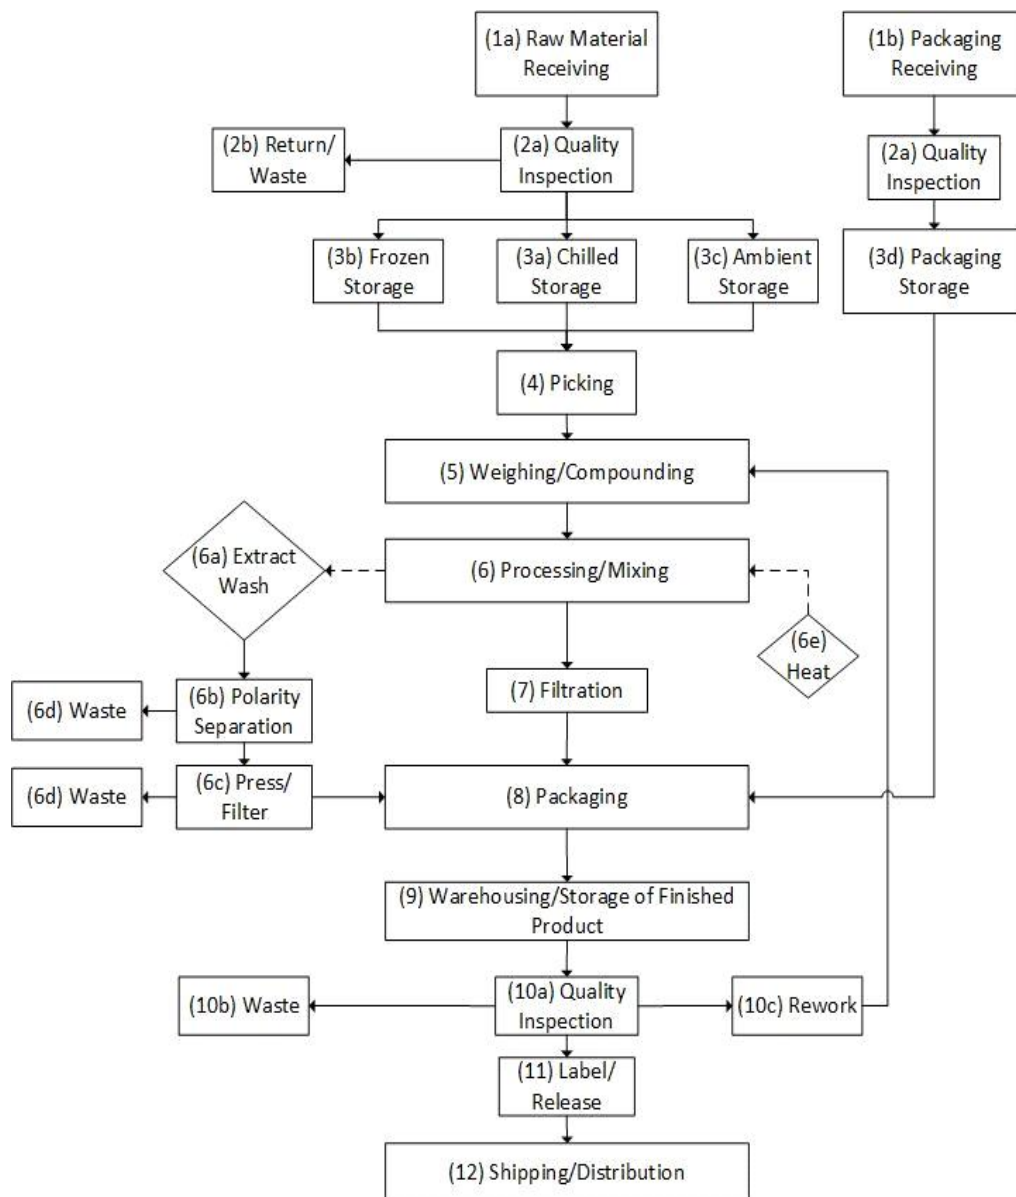 (1a) Raw Material
Receiving
(1b) Packaging
Receiving
(2b) Return/
Waste
(2a) Quality
Inspection
(2a) Quality
Inspection
(3b) Frozen
Storage
(3a) Chilled
Storage
(3c) Ambient
Storage
(3d) Packaging
Storage
(4) Picking
(5) Weighing/Compounding
(6a) Extract
Wash
(6) Processing/Mixing
(6e)
Heat
(6d) Waste
(6b) Polarity
Separation
(7) Filtration
(6d) Waste
(6c) Press/
Filter
(8) Packaging
(9) Warehousing/Storage of Finished
Product
(10b) Waste
(10a) Quality
Inspection
(10c) Rework
(11) Label/
Release
(12) Shipping/Distribution